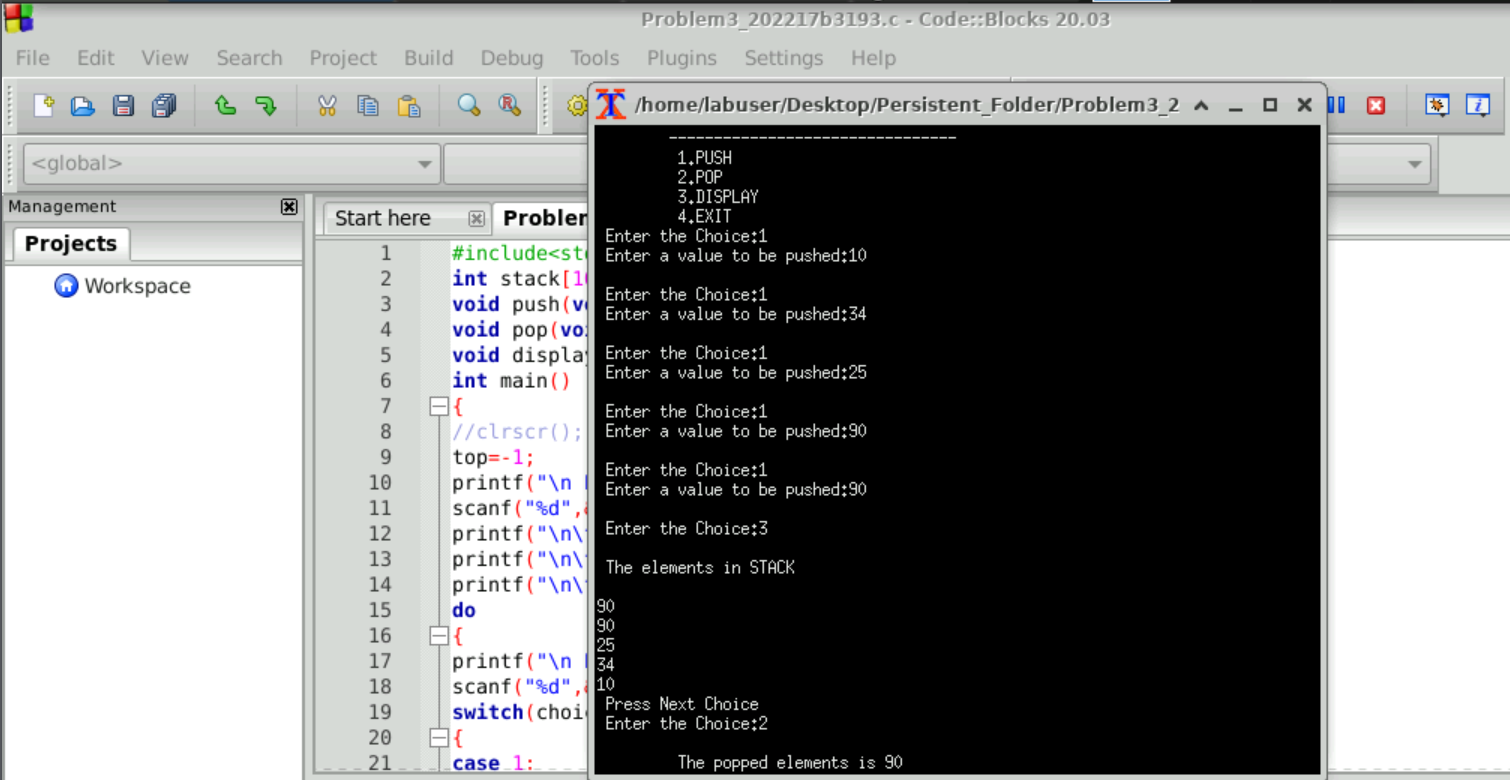 Problem3_202217b3193.c - Code::Blocks 20.03
File Edit View Search Project Build Debug Tools Plugins Settings Help
/home/labuser/Desktop/Persistent_Folder/Problem3_2
<global>
Management
Projects
Workspace
Start here
Probler
1 #include<st
2 int stack[1
3 void push(v
4 void pop(vo
5 void displa
6 int main()
7 {
8 //clrscr();
9 top=-1;
10 printf("\n
11 scanf("%d",
12 printf("\n\
13 printf("\n\
14 printf("\n\
15 do
16 {
17 printf("\n
18 scanf("%d",
19 switch(choi
20 {
21 case 1:
--------------------------------
1.PUSH
2.POP
3.DISPLAY
4.EXIT
Enter the Choice:1
Enter a value to be pushed:10
Enter the Choice:1
Enter a value to be pushed:34
Enter the Choice:1
Enter a value to be pushed:25
Enter the Choice:1
Enter a value to be pushed:90
Enter the Choice:1
Enter a value to be pushed:90
Enter the Choice:3
The elements in STACK
90
90
25
34
10
Press Next Choice
Enter the Choice:2
The popped elements is 90